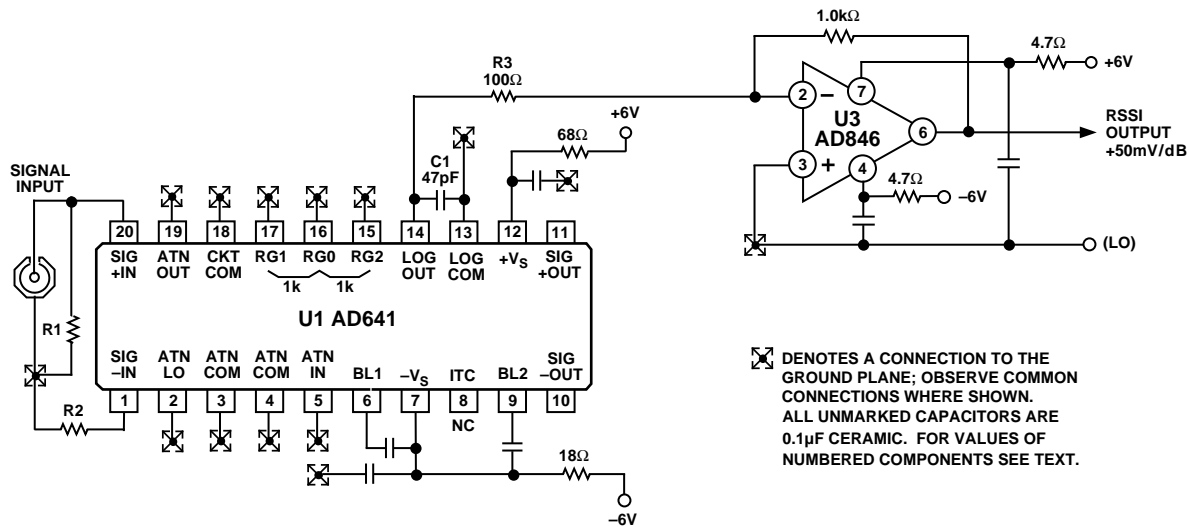 1.0kΩ
4.7Ω
+6V
R3
100Ω
2
–
7
U3
AD846
6
3
+
4
RSSI
OUTPUT
+50mV/dB
4.7Ω
–6V
(LO)
+6V
68Ω
C1
47pF
SIGNAL
INPUT
20
19
18
17
16
15
14
13
12
11
SIG
+IN
ATN
OUT
CKT
COM
RG1
RG0
RG2
LOG
OUT
LOG
COM
+VS
SIG
+OUT
1k
1k
U1 AD641
R1
SIG
–IN
ATN
LO
ATN
COM
ATN
COM
ATN
IN
BL1
–VS
ITC
BL2
SIG
–OUT
1
2
3
4
5
6
7
8
9
10
NC
R2
18Ω
–6V
DENOTES A CONNECTION TO THE
GROUND PLANE; OBSERVE COMMON
CONNECTIONS WHERE SHOWN.
ALL UNMARKED CAPACITORS ARE
0.1µF CERAMIC. FOR VALUES OF
NUMBERED COMPONENTS SEE TEXT.